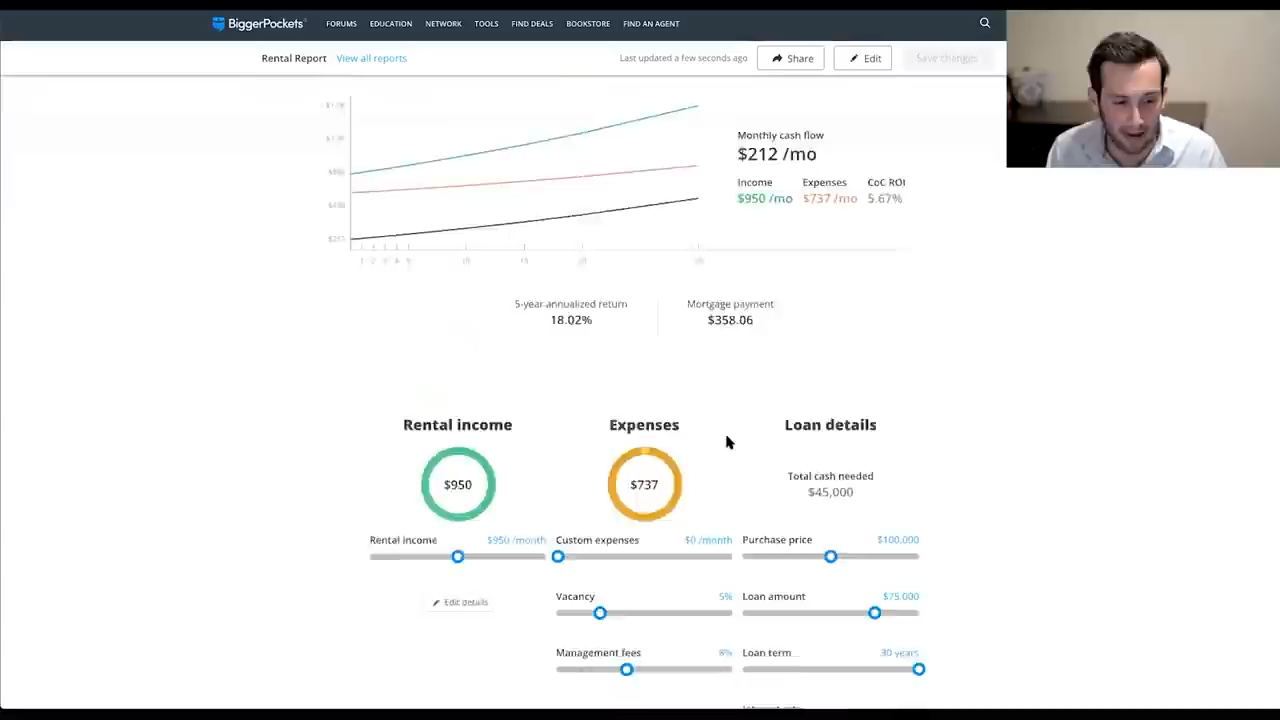 BiggerPockets
FORUMS EDUCATION NETWORK TOOLS FIND DEALS BOOKSTORE FIND AN AGENT
Rental Report View all reports Last updated a few seconds ago Share Edit Save changes
Monthly cash flow
$212 /mo
Income Expenses CoC ROI
$950 /mo $737 /mo 5.67%
5-year annualized return Mortgage payment
18.02% $358.06
Rental income Expenses Loan details
$950 $737
Total cash needed
$45,000
Rental income $950 /month Custom expenses $0 /month Purchase price $100,000
Vacancy 5% Loan amount $75,000
Edit details
Management fees 8% Loan term 30 years